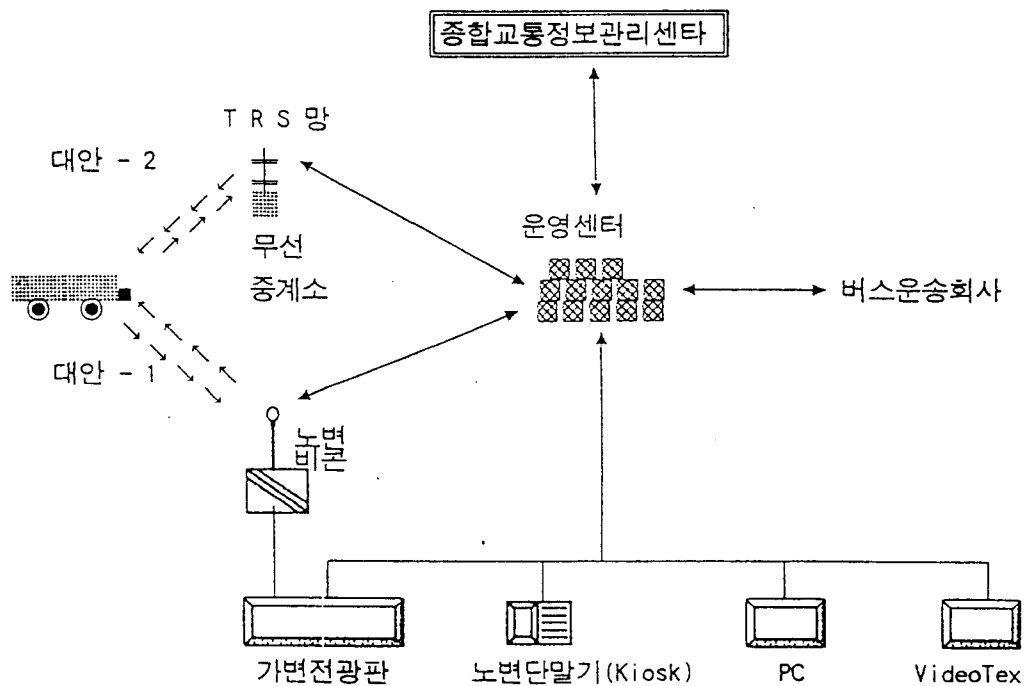 종합교통정보관리센타
T R S 망
대안 - 2
운영센터
무선
중계소
버스운송회사
대안 - 1
노변
비콘
가변전광판
노변단말기(Kiosk)
PC
VideoTex